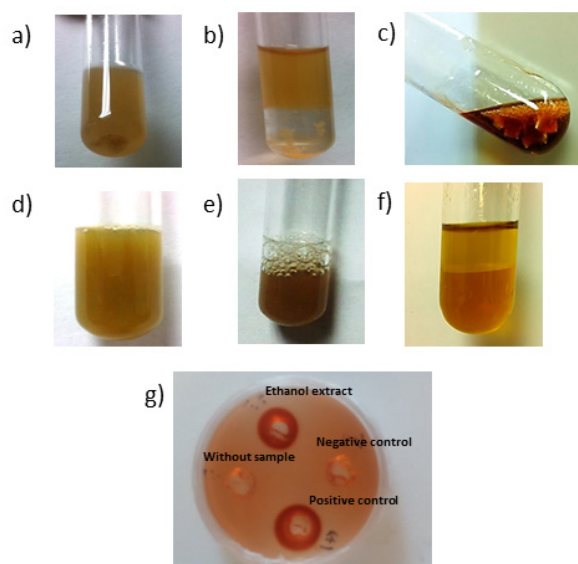 a)
b)
c)
d)
e)
f)
g)
Ethanol extract
Negative control
Without sample
Positive control